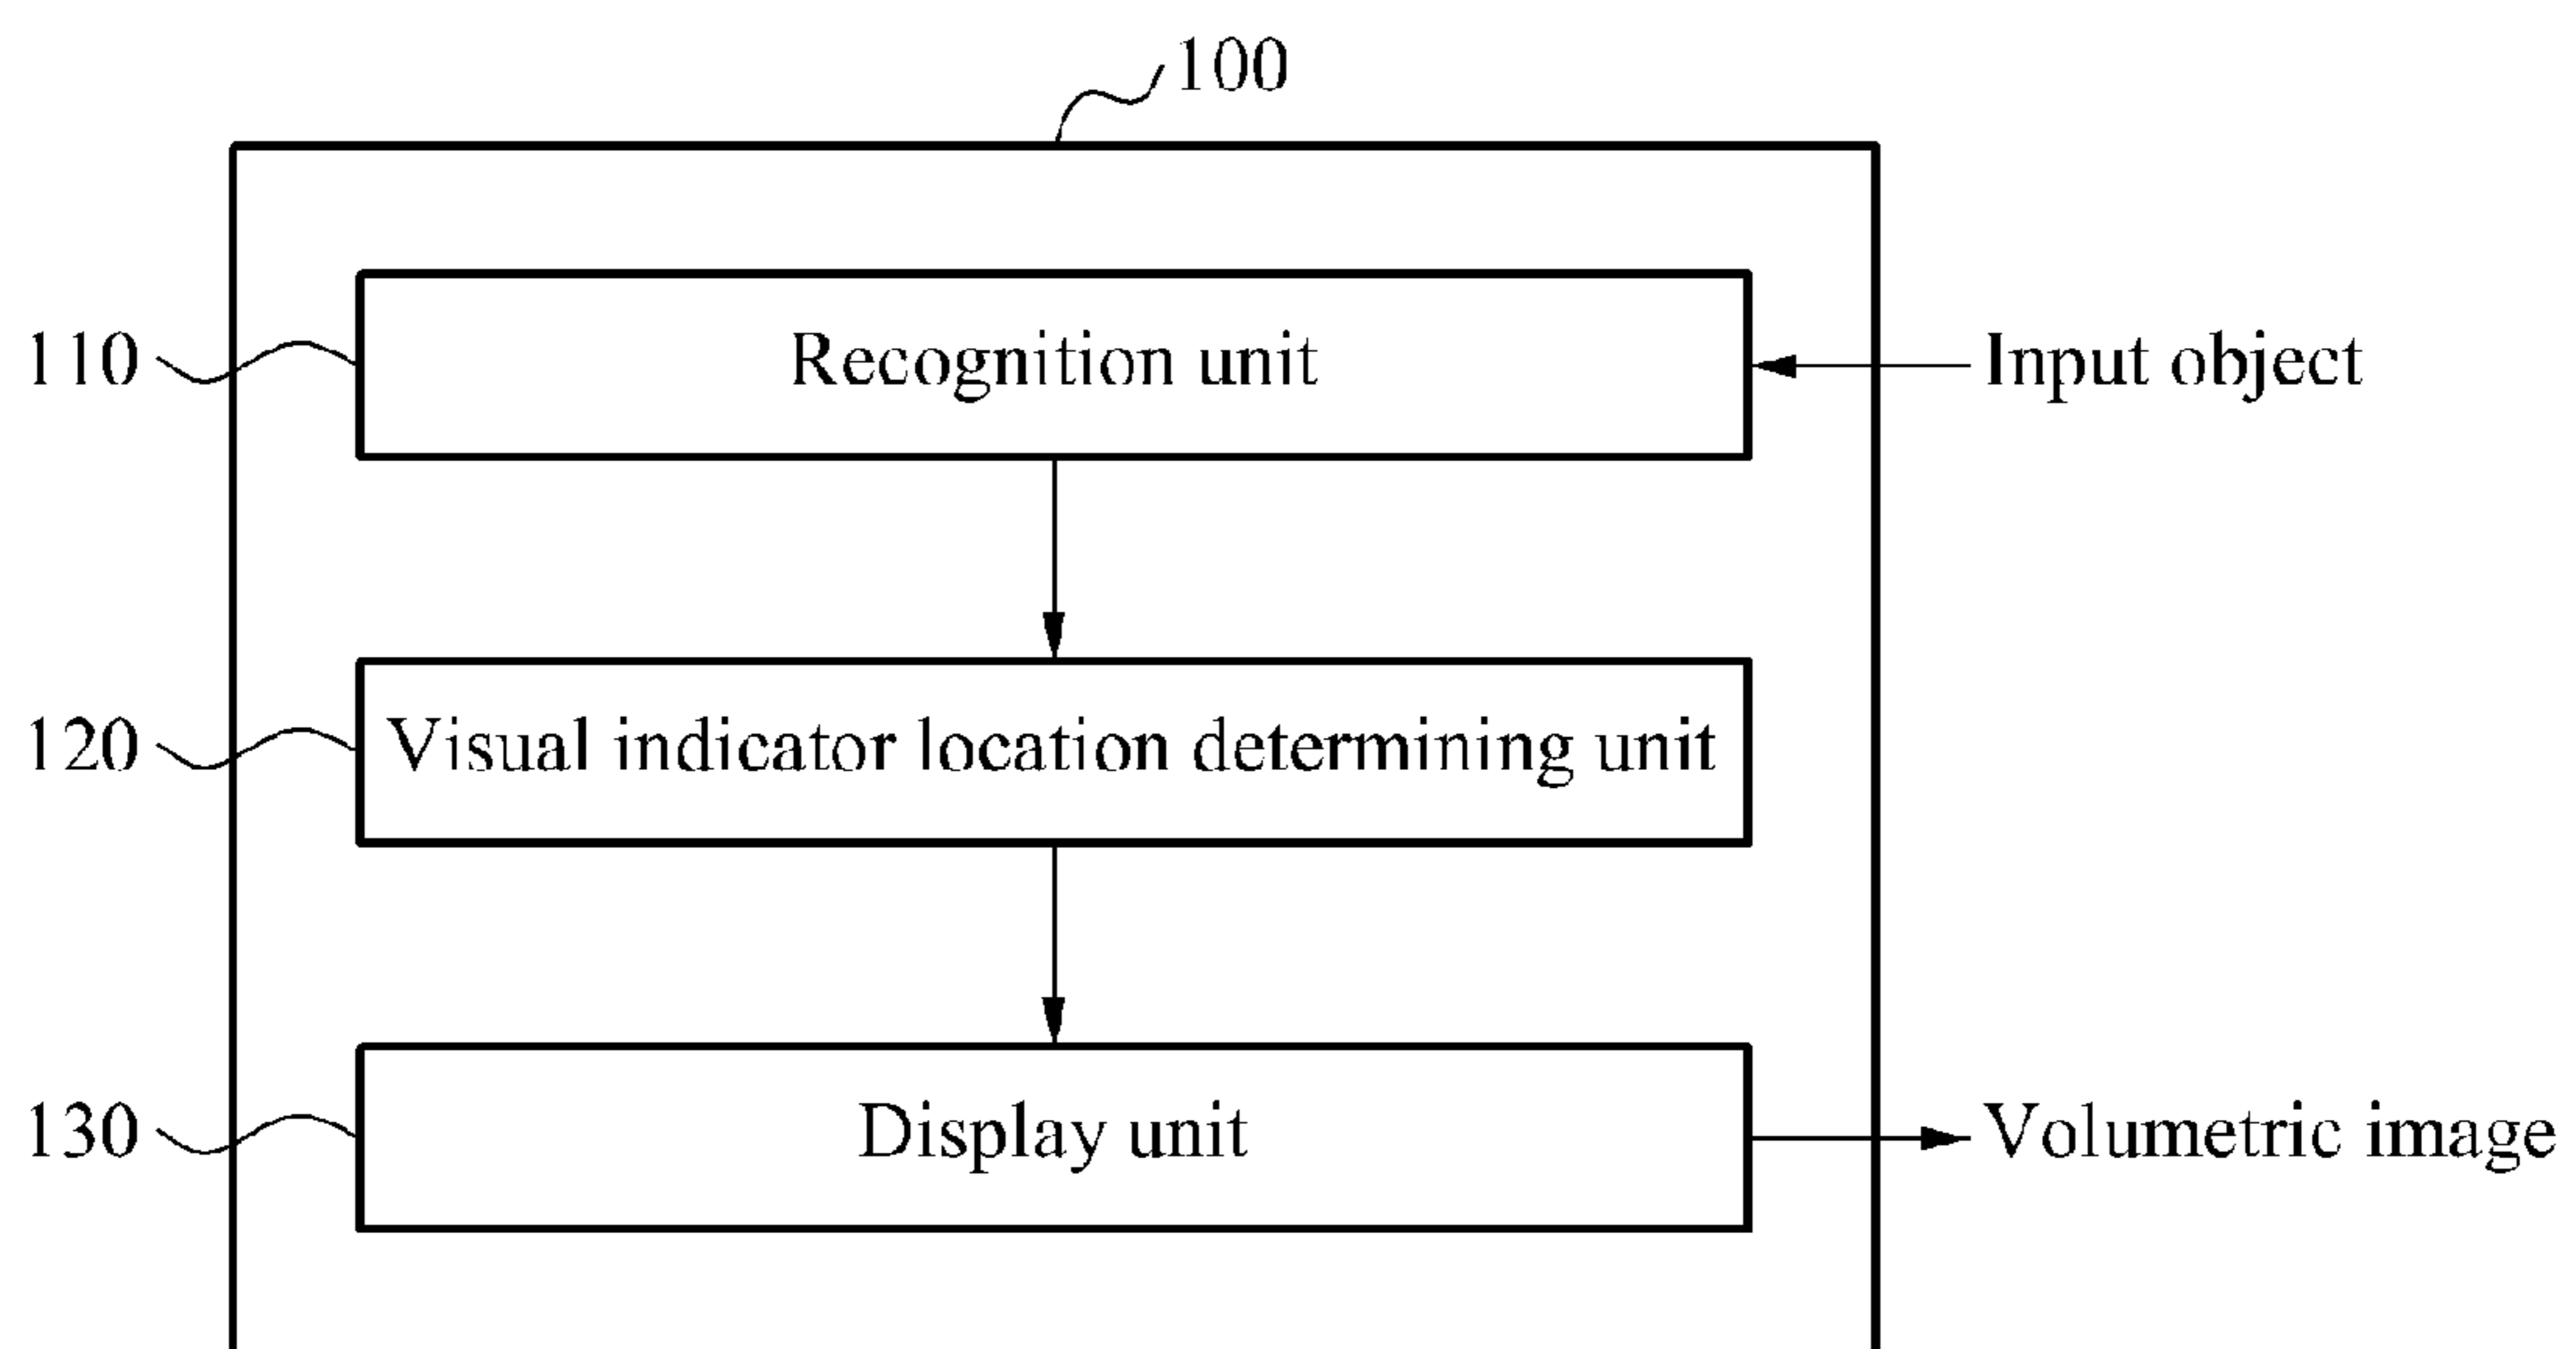 100
110
Recognition unit
Input object
120
Visual indicator location determining unit
130
Display unit
Volumetric image